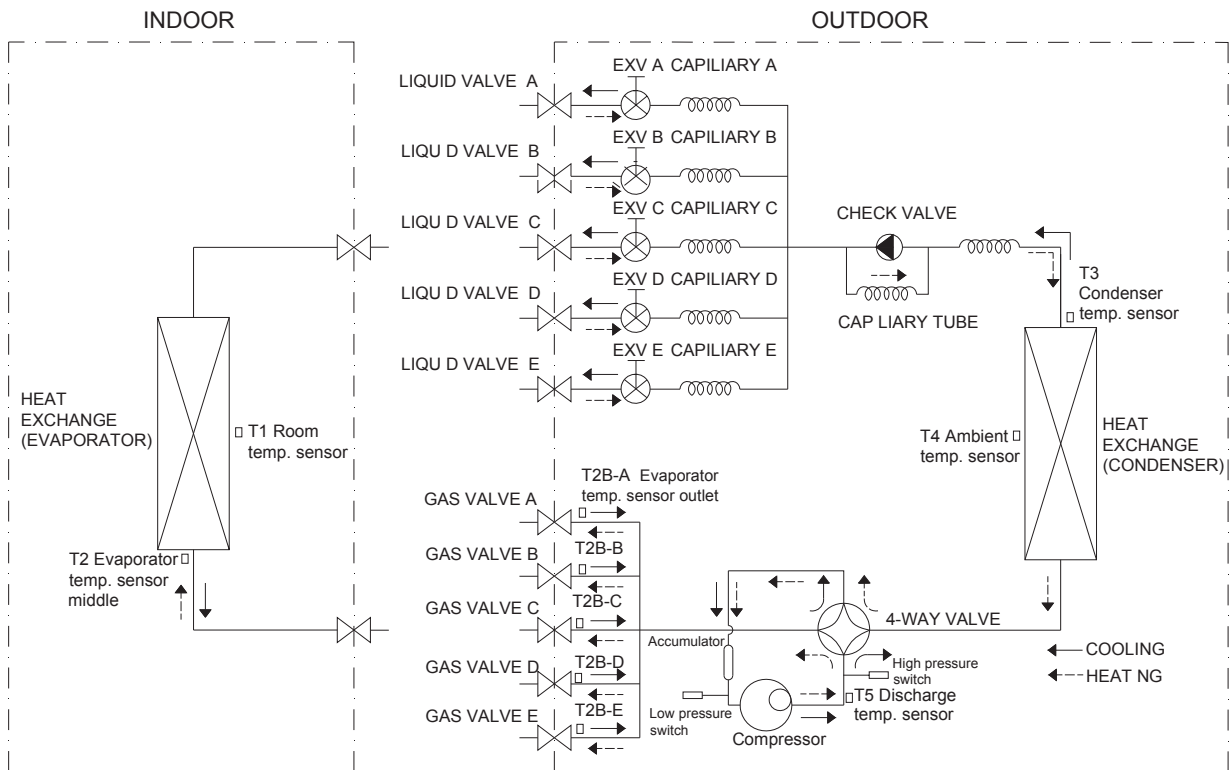 INDOOR
OUTDOOR
EXV A CAPILIARY A
LIQUID VALVE A
EXV B CAPILIARY B
LIQU D VALVE B
EXV C CAPILIARY C
LIQU D VALVE C
EXV D CAPILIARY D
LIQU D VALVE D
EXV E CAPILIARY E
LIQU D VALVE E
CHECK VALVE
CAP LIARY TUBE
T3
Condenser
temp. sensor
HEAT
EXCHANGE
(EVAPORATOR)
T1 Room
temp. sensor
T4 Ambient
temp. sensor
HEAT
EXCHANGE
(CONDENSER)
T2 Evaporator
temp. sensor
middle
T2B-A Evaporator
temp. sensor outlet
GAS VALVE A
GAS VALVE B
T2B-B
GAS VALVE C
T2B-C
GAS VALVE D
T2B-D
GAS VALVE E
T2B-E
4-WAY VALVE
Accumulator
High pressure
switch
T5 Discharge
temp. sensor
Low pressure
switch
Compressor
COOLING
HEAT NG